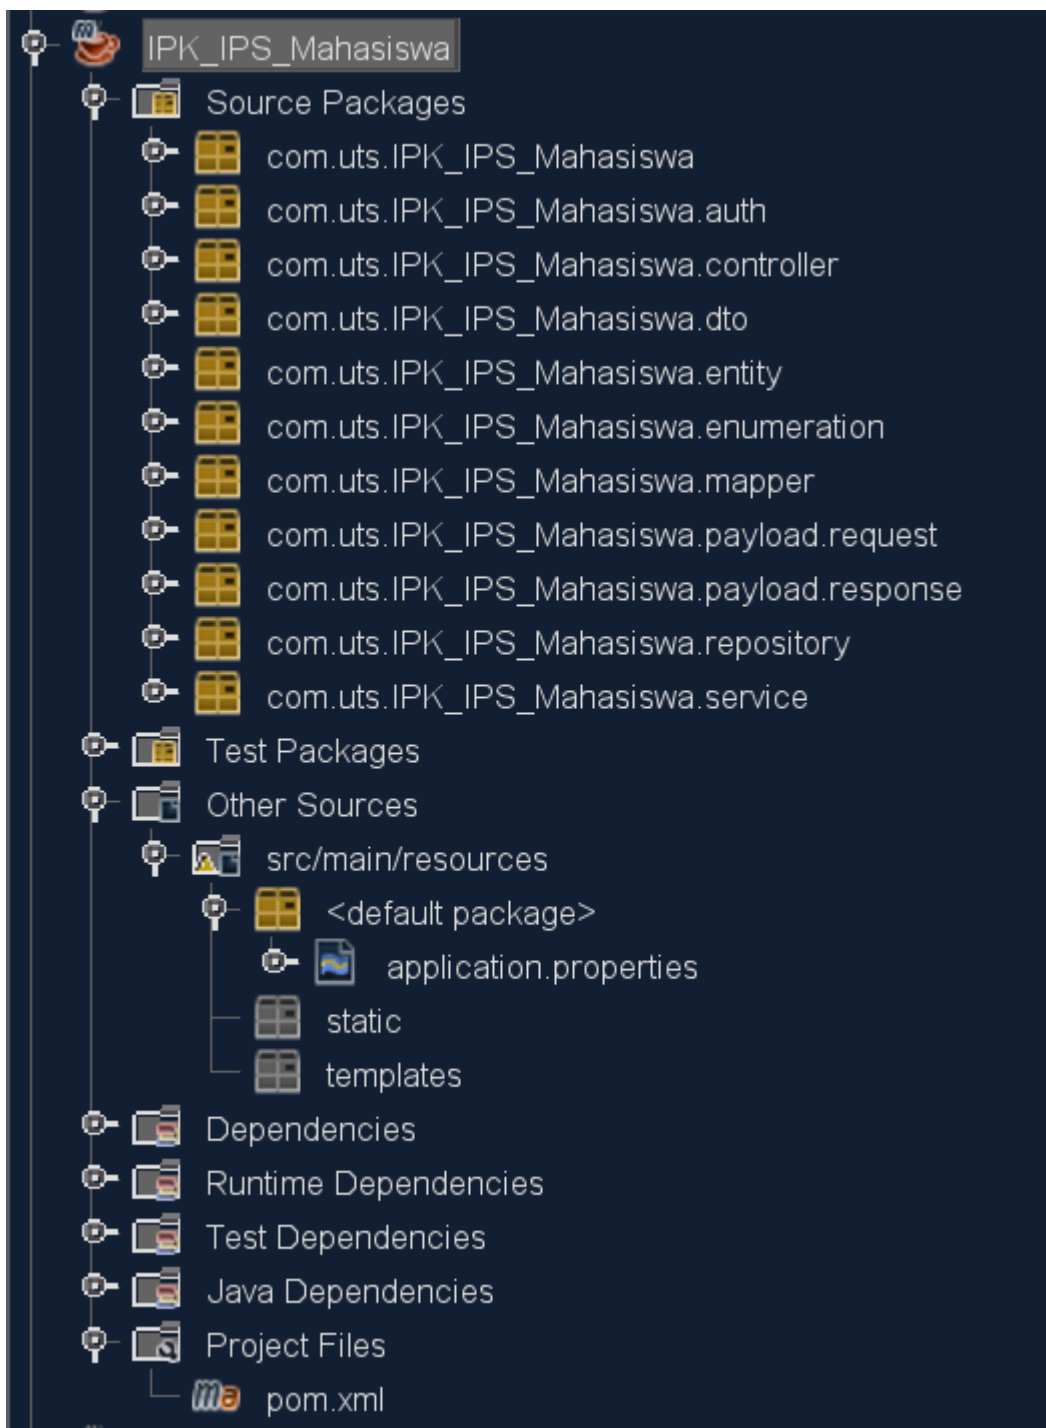 IPK_IPS_Mahasiswa
Source Packages
com.uts.IPK_IPS_Mahasiswa
com.uts.IPK_IPS_Mahasiswa.auth
com.uts.IPK_IPS_Mahasiswa.controller
com.uts.IPK_IPS_Mahasiswa.dto
com.uts.IPK_IPS_Mahasiswa.entity
com.uts.IPK_IPS_Mahasiswa.enumeration
com.uts.IPK_IPS_Mahasiswa.mapper
com.uts.IPK_IPS_Mahasiswa.payload.request
com.uts.IPK_IPS_Mahasiswa.payload.response
com.uts.IPK_IPS_Mahasiswa.repository
com.uts.IPK_IPS_Mahasiswa.service
Test Packages
Other Sources
src/main/resources
<default package>
application.properties
static
templates
Dependencies
Runtime Dependencies
Test Dependencies
Java Dependencies
Project Files
pom.xml